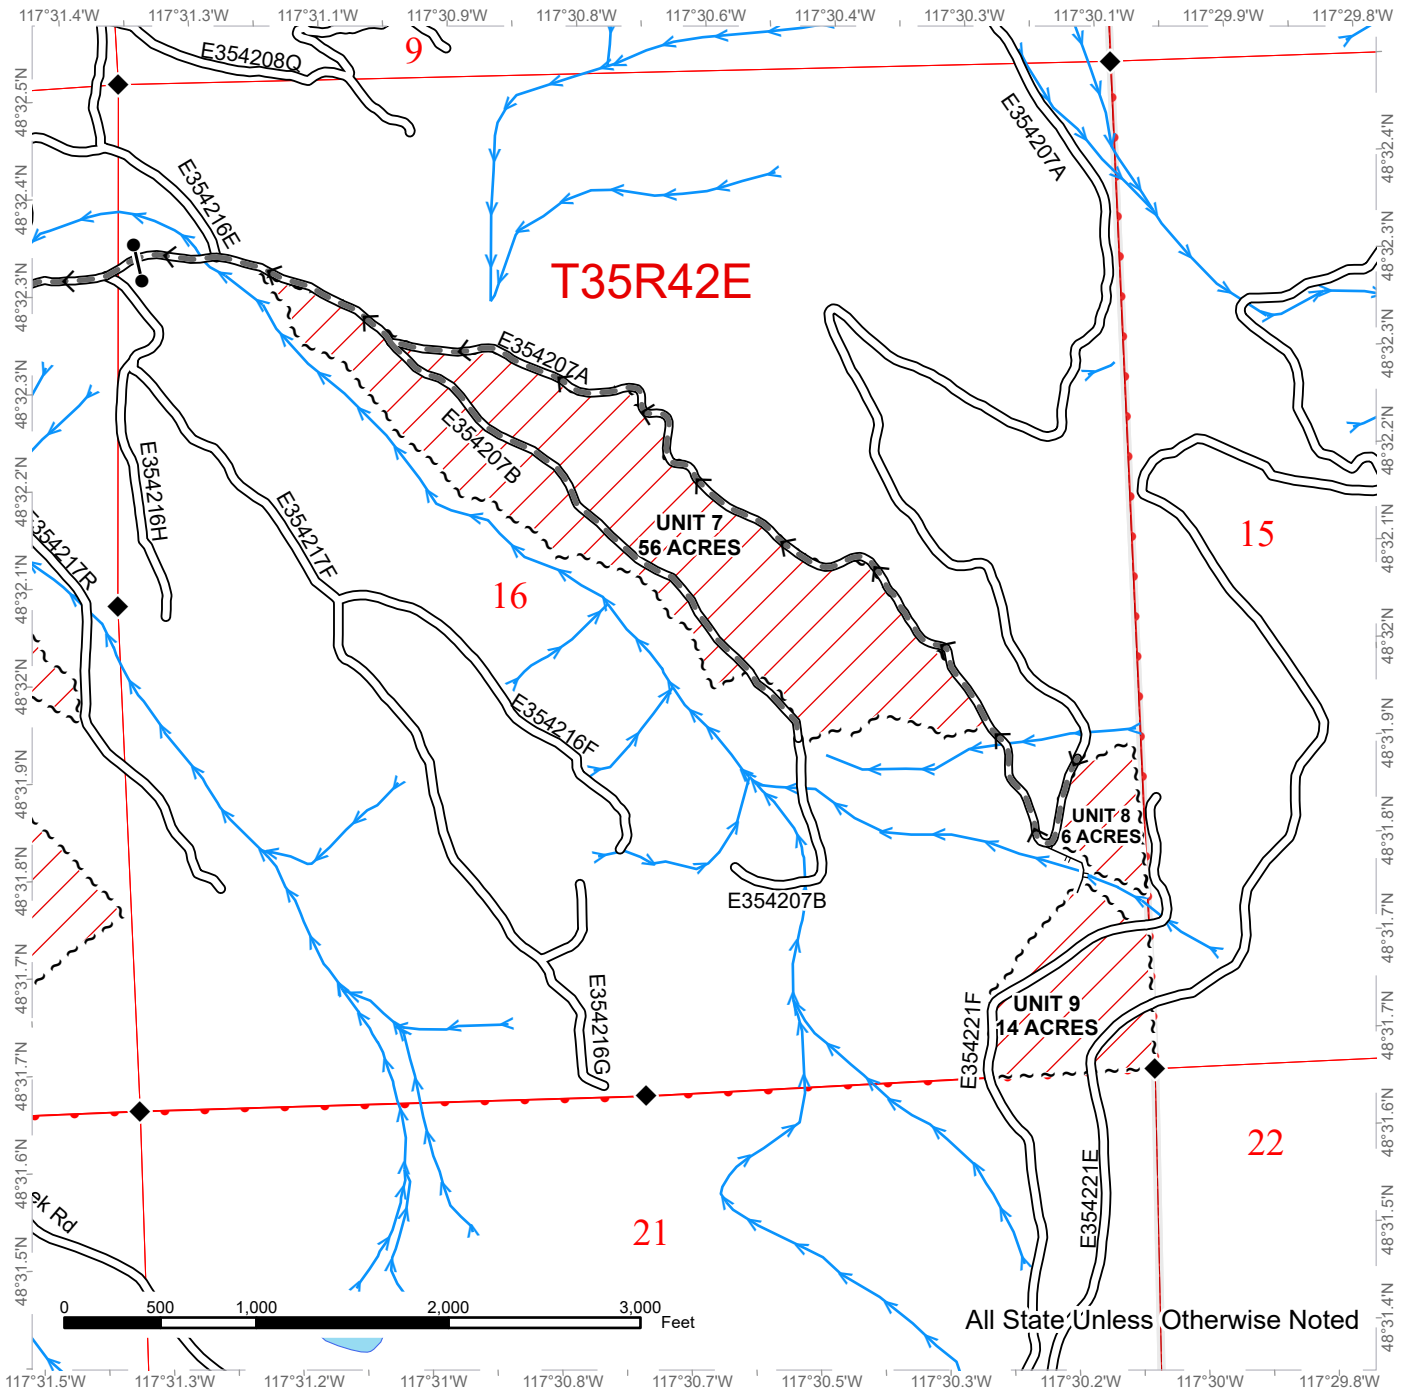 117°31.4'W 117°31.3'W 117°31.1'W 117°30.9'W 117°30.8'W 117°30.6'W 117°30.4'W 117°30.3'W 117°30.1'W 117°29.9'W 117°29.8'W
9
E354208Q
48°32.5'N
48°32.4'N
48°32.3'N
48°32.3'N
48°32.2'N
48°32.1'N
48°32'N
48°31.9'N
48°31.8'N
48°31.7'N
48°31.7'N
48°31.6'N
48°31.5'N
E354207A
E354216E
T35R42E
E354207A
E354207B
E354216H
E354217F
E354217R
UNIT 7
56 ACRES
15
16
E354216F
UNIT 8
6 ACRES
E354207B
E354216G
E354221F
UNIT 9
14 ACRES
E354221E
22
21
ek Rd
48°32.4'N
48°32.3'N
48°32.3'N
48°32.2'N
48°32.1'N
48°32'N
48°31.9'N
48°31.8'N
48°31.7'N
48°31.7'N
48°31.6'N
48°31.5'N
48°31.4'N
0 500 1,000 2,000 3,000
Feet
All State Unless Otherwise Noted
117°31.5'W 117°31.3'W 117°31.2'W 117°31'W 117°30.8'W 117°30.7'W 117°30.5'W 117°30.3'W 117°30.2'W 117°30'W 117°29.8'W